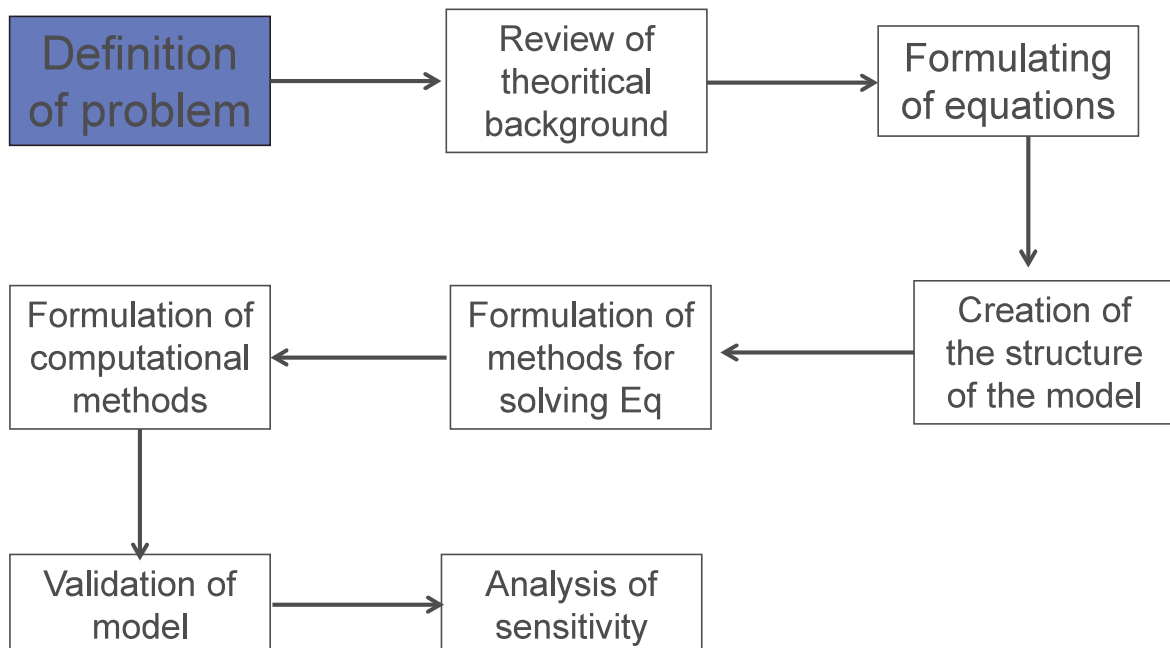 Definition
of problem
Review of
theoritical
background
Formulating
of equations
Creation of
the structure
of the model
Formulation of
methods for
solving Eq
Formulation of
computational
methods
Validation of
model
Analysis of
sensitivity